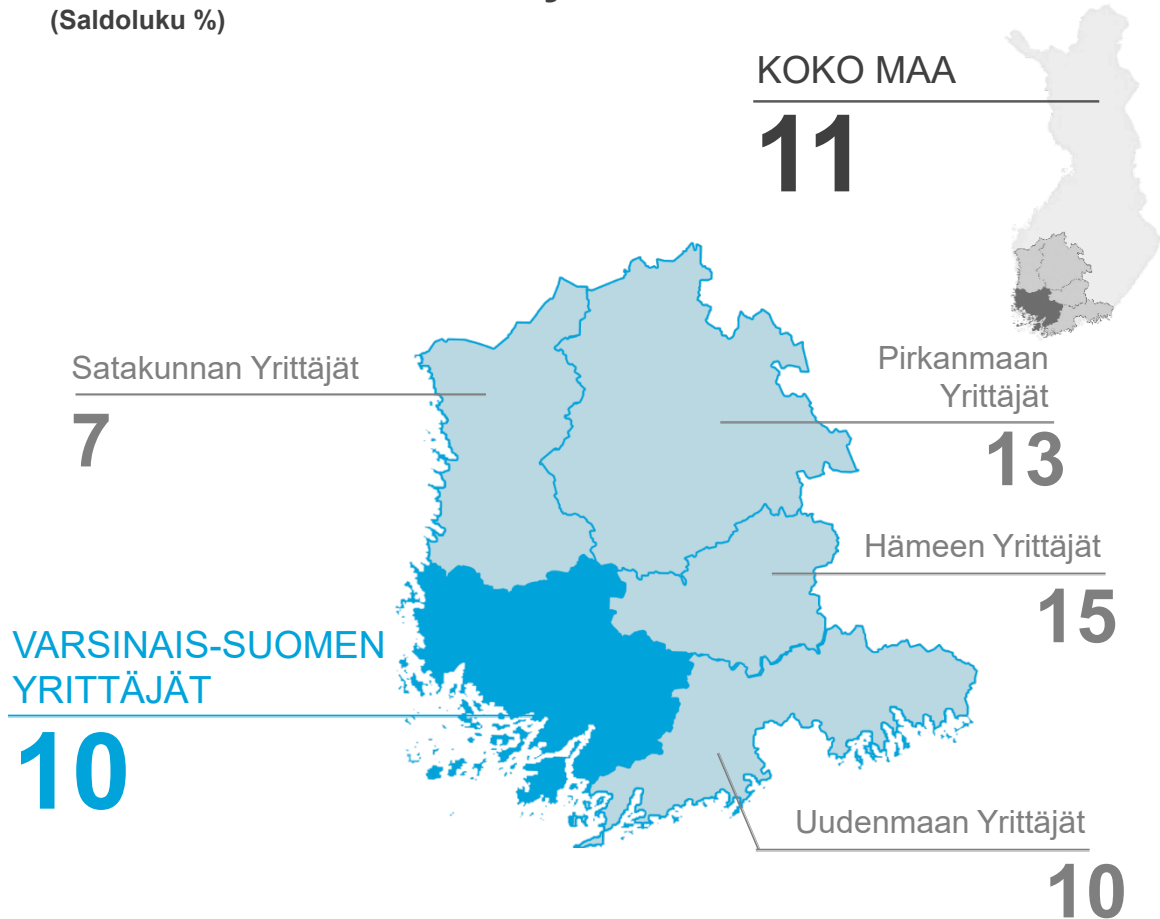 (Saldoluku %)
KOKO MAA
11
Satakunnan Yrittäjät
7
Pirkanmaan
Yrittäjät
13
Hämeen Yrittäjät
15
VARSINAIS-SUOMEN
YRITTÄJÄT
10
Uudenmaan Yrittäjät
10